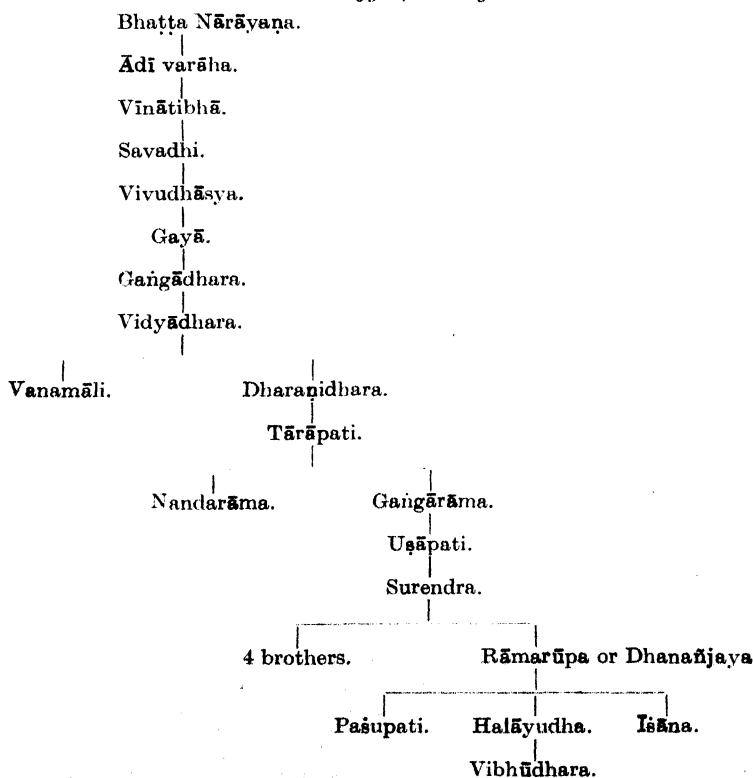 Bhaṭṭa Nārāyaṇa.
Ādī varāha.
Vīnātibhā.
Savadhi.
Vivudhāsya.
Gayā.
Gaṅgādhara.
Vidyādhara.
Vanamāli. Dharaṇidhara.
Tārāpati.
Nandarāma. Gaṅgārāma.
Uṣāpati.
Surendra.
4 brothers. Rāmarūpa or Dhanañjaya
Paśupati. Halāyudha. Īśāna.
Vibhūdhara.